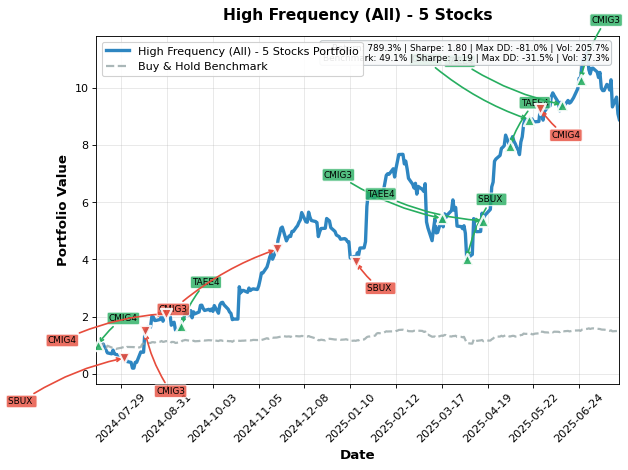 High Frequency (All) - 5 Stocks
CMIG3
High Frequency (All) - 5 Stocks Portfolio
Buy & Hold Benchmark
789.3% | Sharpe: 1.80 | Max DD: -81.0% | Vol: 205.7%
Benchmark: 49.1% | Sharpe: 1.19 | Max DD: -31.5% | Vol: 37.3%
TAEE4
CMIG4
CMIG3
TAEE4
SBUX
TAEE4
SBUX
CMIG3
CMIG4
CMIG4
CMIG3
SBUX
Portfolio Value
10
8
6
4
2
0
2024-07-29
2024-08-31
2024-10-03
2024-11-05
2024-12-08
2025-01-10
2025-02-12
2025-03-17
2025-04-19
2025-05-22
2025-06-24
Date